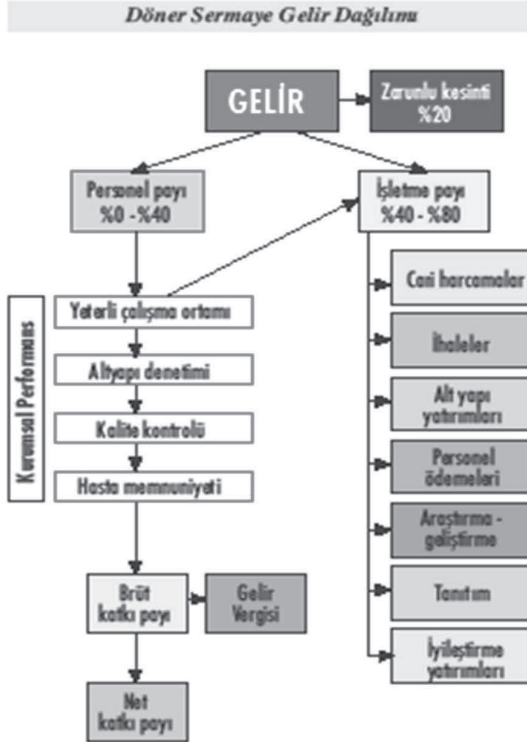 Döner Sermaye Gelir Dağılımı
GELİR
Zarunlu kesinti
%20
Personel payı
%0 - %40
İşletme payı
%40 - %80
Kurumsal Performans
Yeterli çalışma ortamı
Altyapı denetimi
Kalite kontrolü
Hasta memnuniyeti
Brüt
katkı payı
Gelir
Vergisi
Net
katkı payı
Cari harcamalar
İhaleler
Alt yapı
yatırımları
Personel
ödemeleri
Araştırma -
geliştirme
Tanıtım
İyileştirme
yatırımları